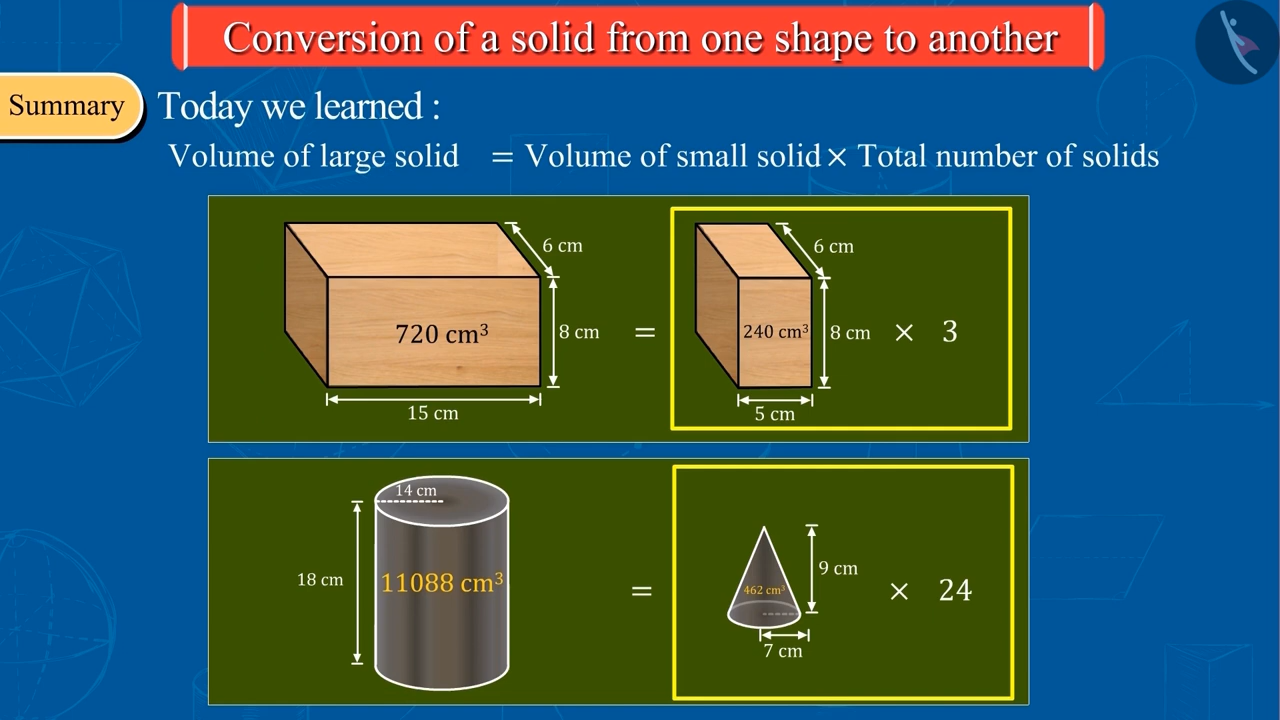 Conversion of a solid from one shape to another
Summary
Today we learned :
Volume of large solid = Volume of small solid × Total number of solids
6 cm
720 cm³
8 cm
15 cm
=
6 cm
240 cm³
8 cm
5 cm
× 3
14 cm
18 cm
11088 cm³
=
462 cm³
9 cm
7 cm
× 24